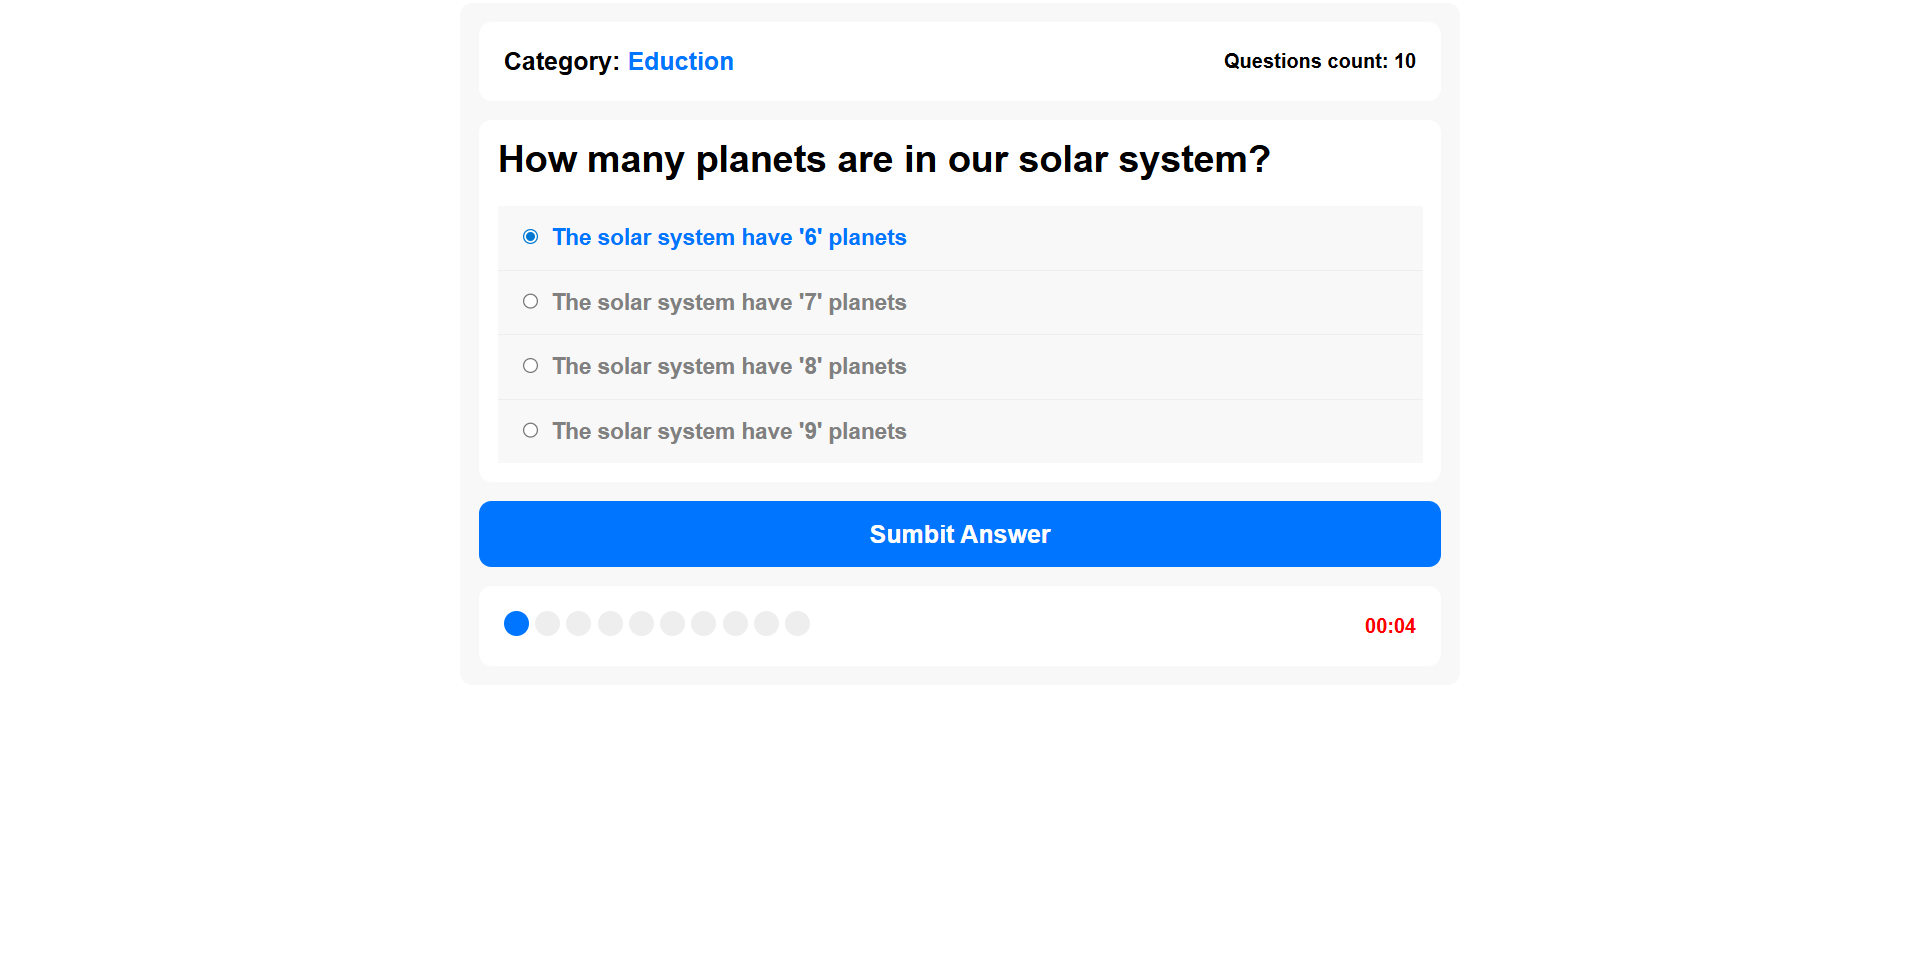 Category: Eduction
Questions count: 10
How many planets are in our solar system?
The solar system have '6' planets
The solar system have '7' planets
The solar system have '8' planets
The solar system have '9' planets
Sumbit Answer
00:04